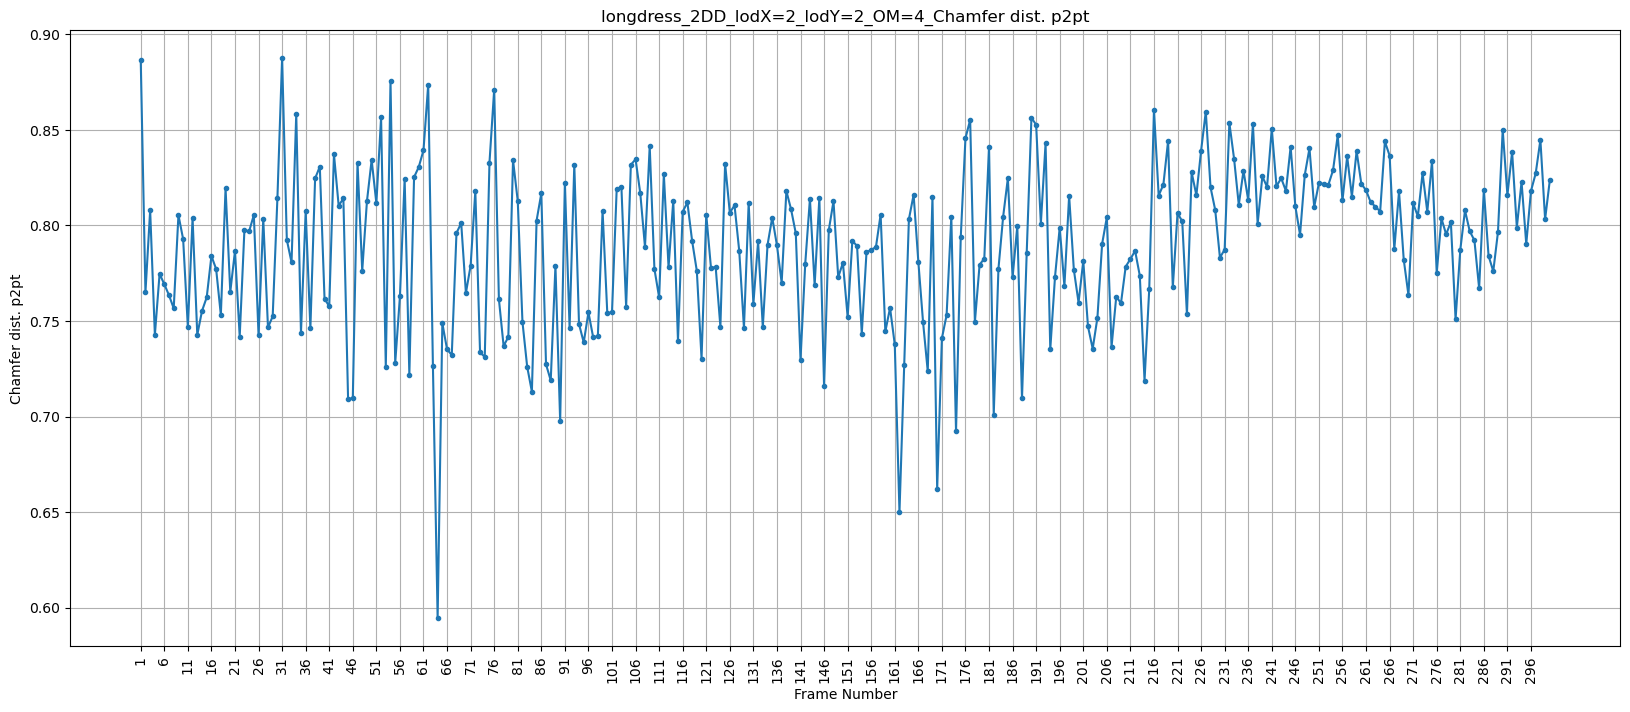 longdress_2DD_lodX=2_lodY=2_OM=4_Chamfer dist. p2pt
0.90
0.85
0.80
0.75
0.70
0.65
0.60
Chamfer dist. p2pt
1 6 11 16 21 26 31 36 41 46 51 56 61 66 71 76 81 86 91 96 101 106 111 116 121 126 131 136 141 146 151 156 161 166 171 176 181 186 191 196 201 206 211 216 221 226 231 236 241 246 251 256 261 266 271 276 281 286 291 296
Frame Number